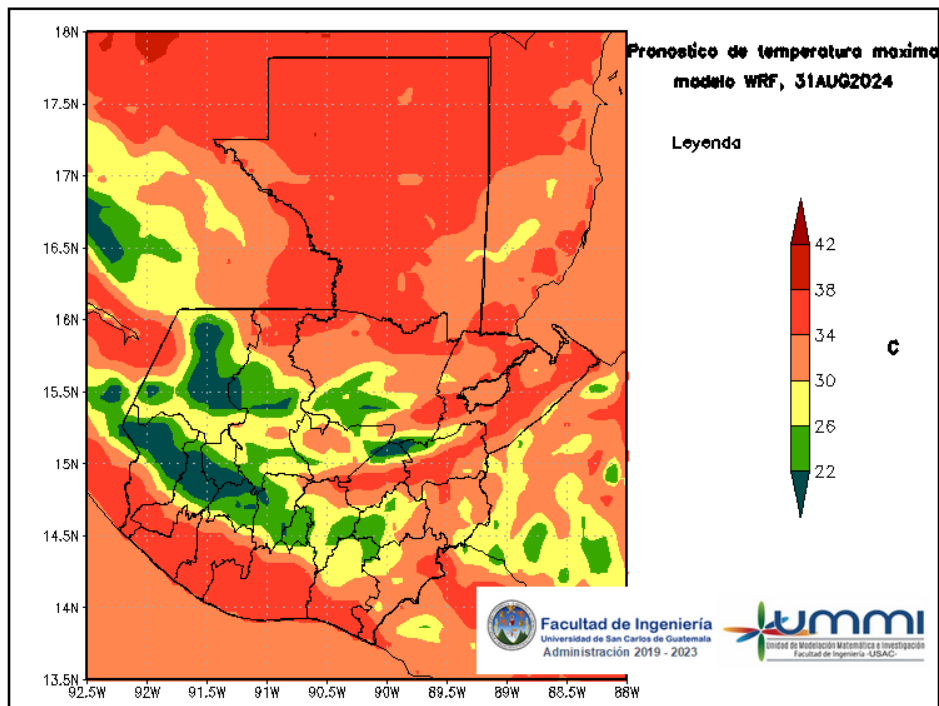 Pronostico de temperatura maxima
modelo WRF, 31AUG2024
Leyenda
42
38
34
30
26
22
C
18N
17.5N
17N
16.5N
16N
15.5N
15N
14.5N
14N
13.5N
92.5W
92W
91.5W
91W
90.5W
90W
89.5W
89W
88.5W
88W
Facultad de Ingeniería
Universidad de San Carlos de Guatemala
Administración 2019 - 2023
UMMI
Unidad de Modelación Matemática e Investigación
Facultad de Ingeniería -USAC-